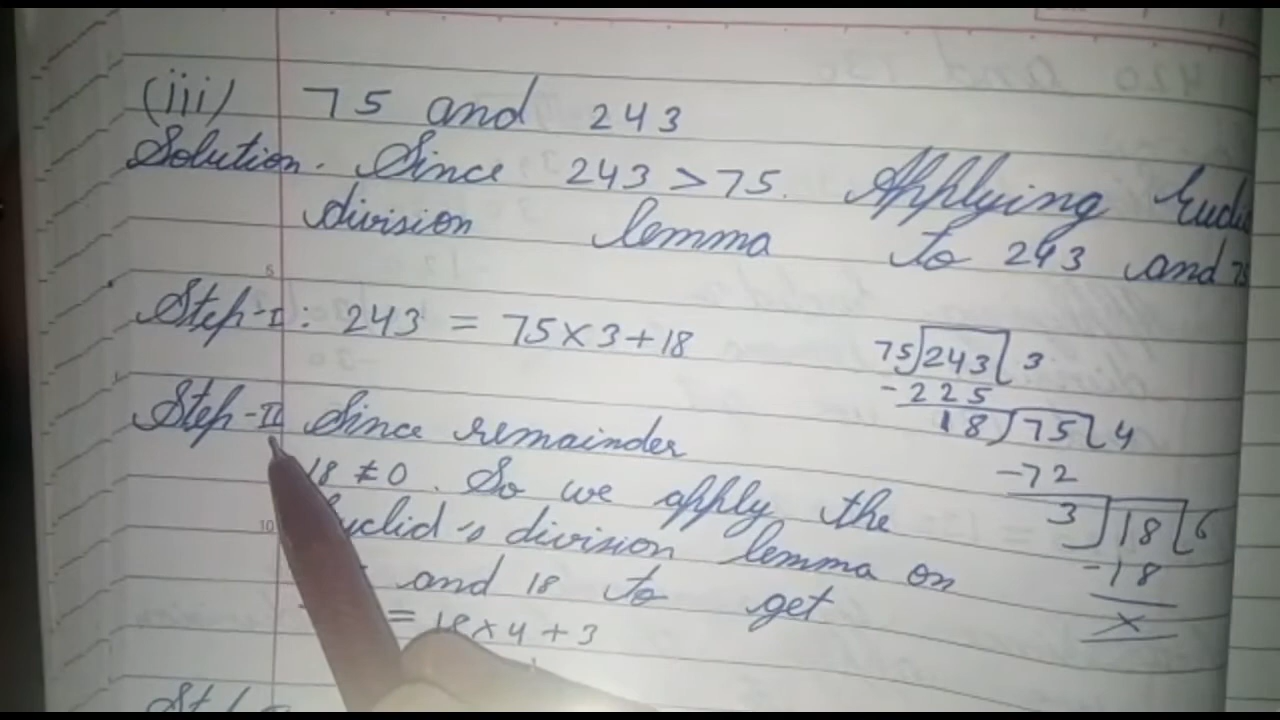 (iii) 75 and 243
Solution. Since 243 > 75. Applying
division lemma to 243 and 75
Step-I: 243 = 75 × 3 + 18
Step-II Since remainder
18 ≠ 0. So we apply the
Euclid's division lemma on
and 18 to get
= 18 × 4 + 3
75) 243 ( 3
- 225
18) 75 ( 4
- 72
3) 18 ( 6
- 18
×
5
10